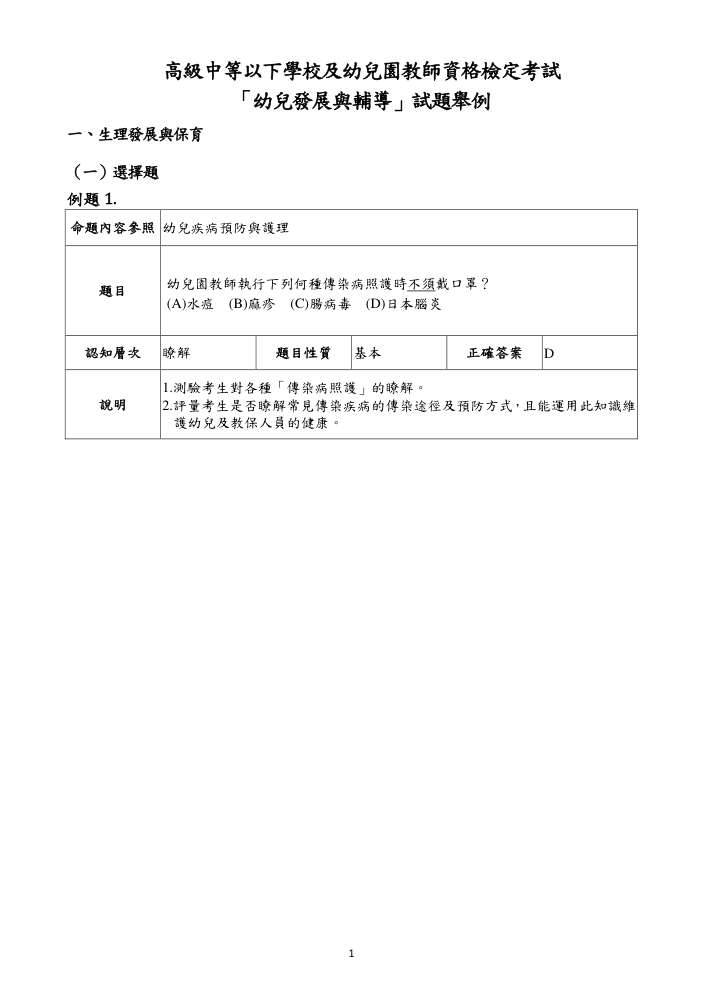 高級中等以下學校及幼兒園教師資格檢定考試
「幼兒發展與輔導」試題舉例
一、生理發展與保育
（一）選擇題
例題 1.
命題內容參照 幼兒疾病預防與護理
題目
幼兒園教師執行下列何種傳染病照護時不須戴口罩？
(A)水痘 (B)麻疹 (C)腸病毒 (D)日本腦炎
認知層次 瞭解 題目性質 基本 正確答案 D
說明
1.測驗考生對各種「傳染病照護」的瞭解。
2.評量考生是否瞭解常見傳染疾病的傳染途徑及預防方式，且能運用此知識維
護幼兒及教保人員的健康。
1